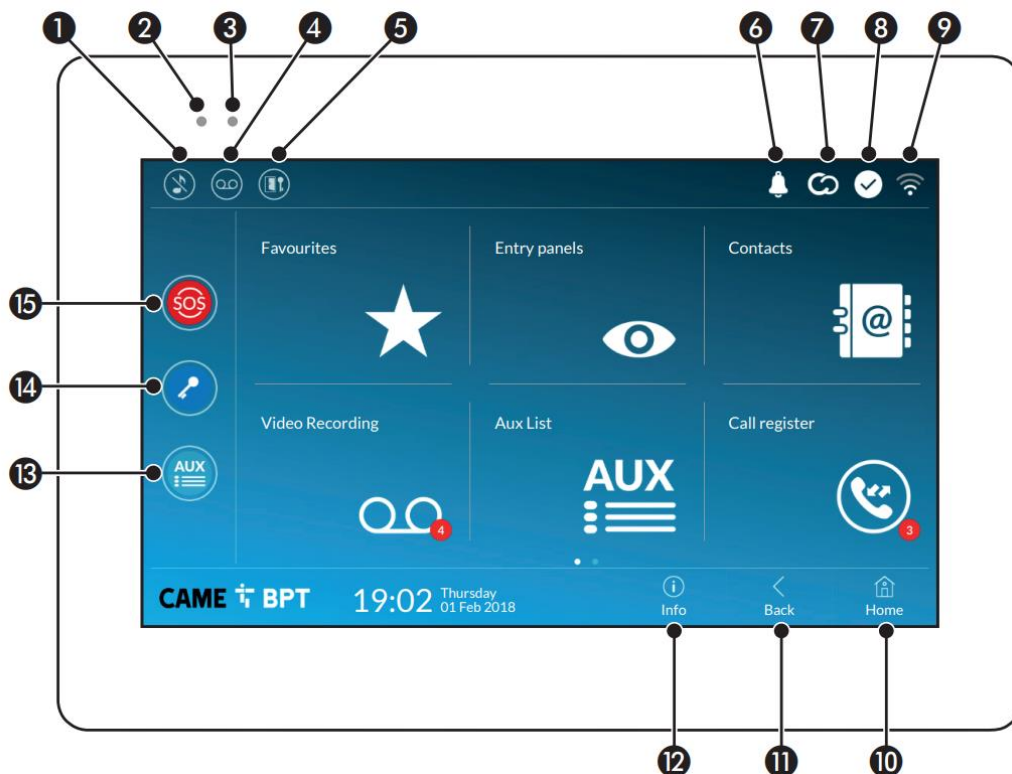 1 2 3 4 5 6 7 8 9
Favourites Entry panels Contacts
SOS
@
15
14
Video Recording Aux List Call register
AUX
AUX
13
4 3
CAME BPT 19:02 Thursday
01 Feb 2018
Info Back Home
12 11 10